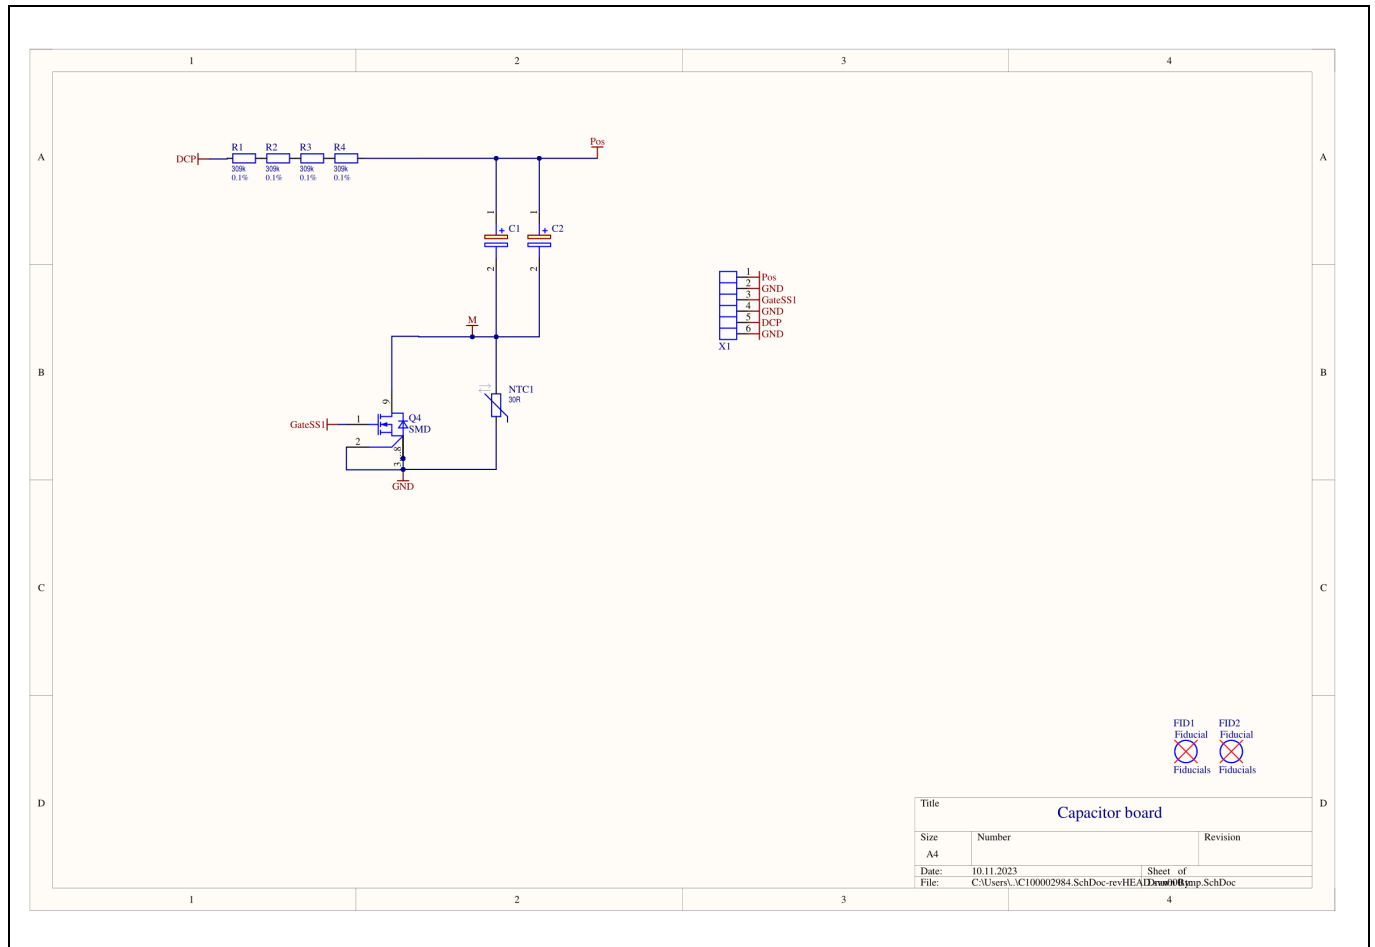 1 2 3 4
A A
Pos
DCP
R1 R2 R3 R4
309k 309k 309k 309k
0.1% 0.1% 0.1% 0.1%
1 1
+ C1 + C2
2 2
1 Pos
2 GND
3 GateSS1
4 GND
5 DCP
6 GND
X1
M
B B
NTC1
30R
9
GateSS1 1 Q4
SMD
2
3...8
GND
C C
FID1 FID2
Fiducial Fiducial
Fiducials Fiducials
D D
Title
Capacitor board
Size Number Revision
A4
Date: 10.11.2023 Sheet of
File: C:\Users\..\C100002984.SchDoc-revHEAD
1 2 3 4